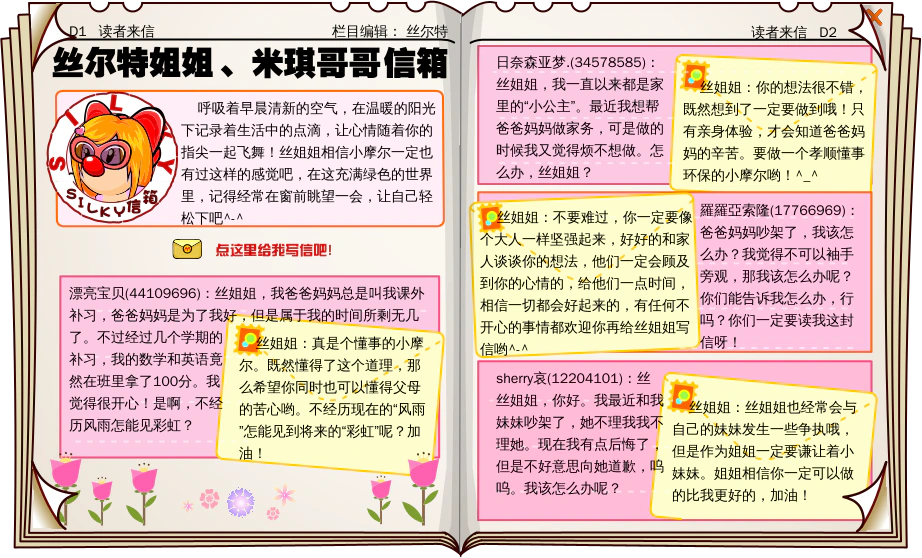 D1 读者来信
栏目编辑： 丝尔特
丝尔特姐姐、米琪哥哥信箱
SILKY
SILKY信箱
呼吸着早晨清新的空气，在温暖的阳光
下记录着生活中的点滴，让心情随着你的
指尖一起飞舞！丝姐姐相信小摩尔一定也
有过这样的感觉吧，在这充满绿色的世界
里，记得经常在窗前眺望一会，让自己轻
松下吧^-^
点这里给我写信吧！
漂亮宝贝(44109696)：丝姐姐，我爸爸妈妈总是叫我课外
补习，爸爸妈妈是为了我好，但是属于我的时间所剩无几
了。不过经过几个学期的
补习，我的数学和英语竟
然在班里拿了100分。我
觉得很开心！是啊，不经
历风雨怎能见彩虹？
丝姐姐：真是个懂事的小摩
尔。既然懂得了这个道理，那
么希望你同时也可以懂得父母
的苦心哟。不经历现在的“风雨
”怎能见到将来的“彩虹”呢？加
油！
读者来信 D2
日奈森亚梦.(34578585)：
丝姐姐，我一直以来都是家
里的“小公主”。最近我想帮
爸爸妈妈做家务，可是做的
时候我又觉得烦不想做。怎
么办，丝姐姐？
丝姐姐：你的想法很不错，
既然想到了一定要做到哦！只
有亲身体验，才会知道爸爸妈
妈的辛苦。要做一个孝顺懂事
环保的小摩尔哟！^_^
丝姐姐：不要难过，你一定要像
个大人一样坚强起来，好好的和家
人谈谈你的想法，他们一定会顾及
到你的心情的，给他们一点时间，
相信一切都会好起来的，有任何不
开心的事情都欢迎你再给丝姐姐写
信哟^-^
羅羅亞索隆(17766969)：
爸爸妈妈吵架了，我该怎
么办？我觉得不可以袖手
旁观，那我该怎么办呢？
你们能告诉我怎么办，行
吗？你们一定要读我这封
信呀！
sherry哀(12204101)：丝
丝姐姐，你好。我最近和我
妹妹吵架了，她不理我我不
理她。现在我有点后悔了，
但是不好意思向她道歉，呜
呜。我该怎么办呢？
丝姐姐：丝姐姐也经常会与
自己的妹妹发生一些争执哦，
但是作为姐姐一定要谦让着小
妹妹。姐姐相信你一定可以做
的比我更好的，加油！